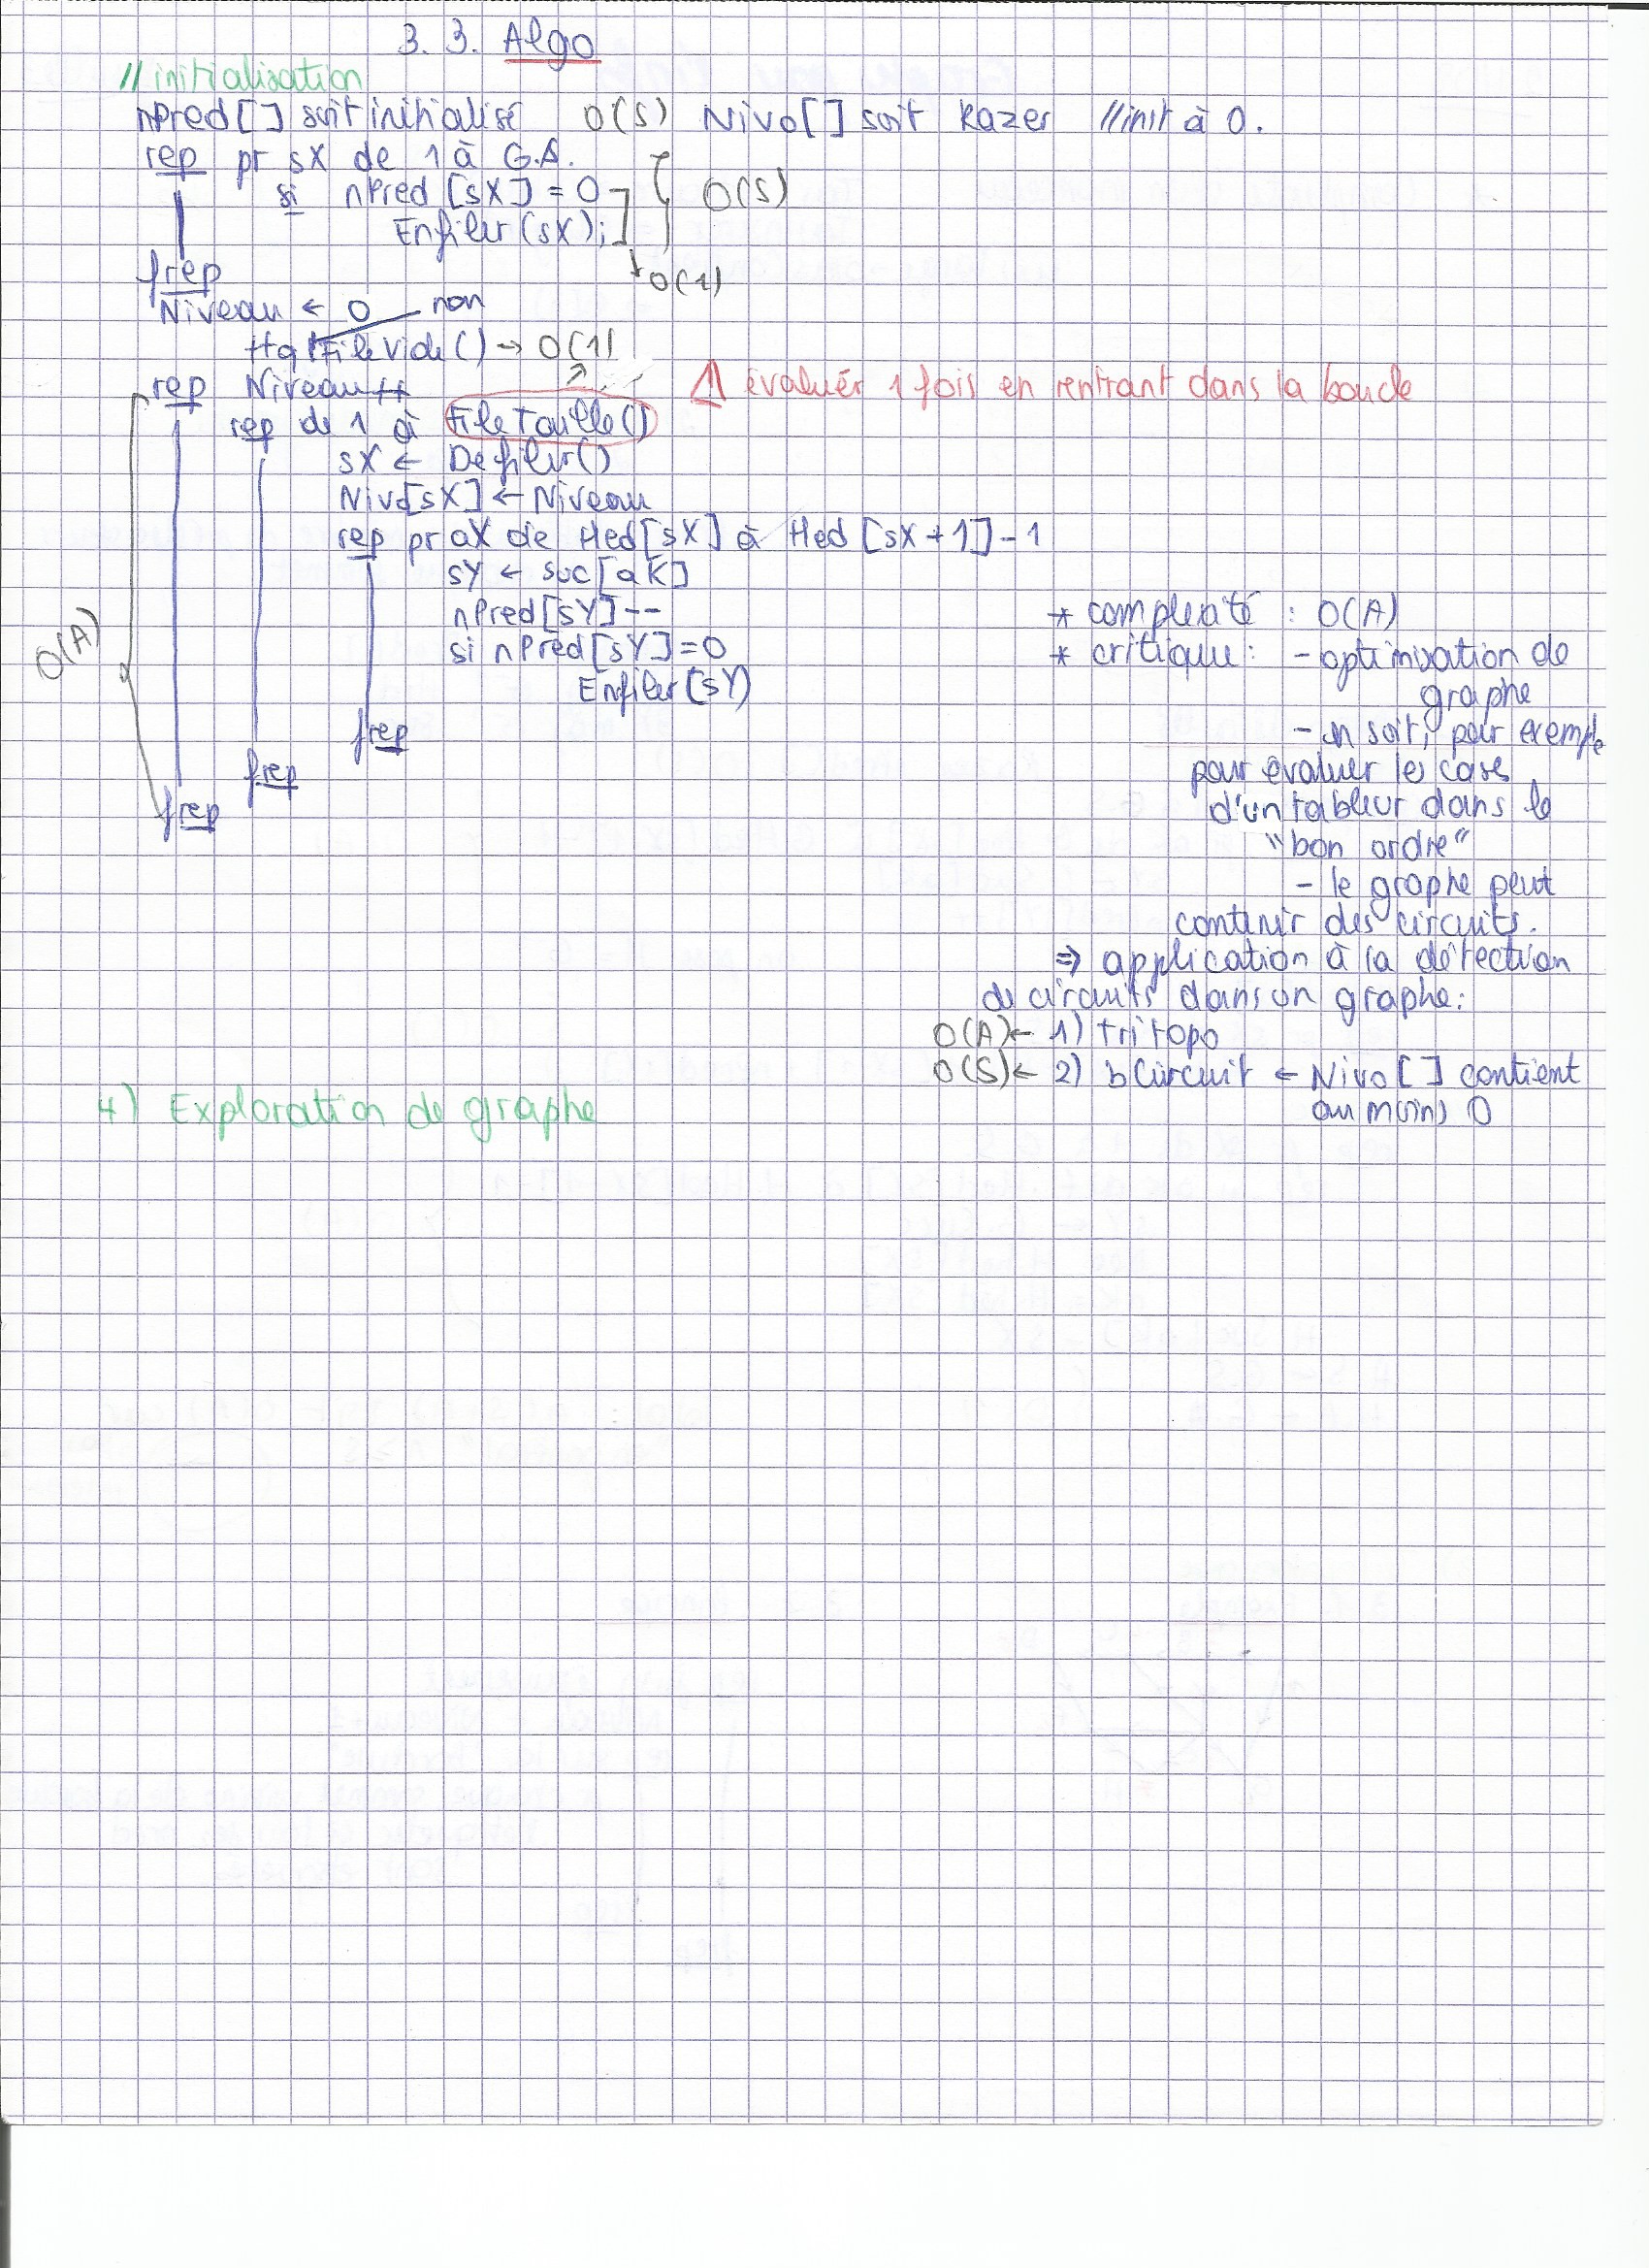 3.3. Algo
// initialisation
nPred[] soit initialisé O(S) Nivo[] soit Razer //init à 0.
rep pr sX de 1 à G.S.
si nPred[sX] = 0 O(S)
Enfiler(sX);
O(1)
frep
Niveau ← 0 non
tq FileVide() → O(1)
rep Niveau++ ⚠ évaluér 1 fois en rentrant dans la boucle
rep de 1 à FileTaille()
sX ← Defiler()
Nivo[sX] ← Niveau
rep pr aX de Hed[sX] à Hed[sX+1]-1
sY ← suc[aK]
nPred[sY]--
si nPred[sY]=0
Enfiler(sY)
frep
frep
frep
O(A)
* complexité : O(A)
* critique : - optimisation de
graphe
- soit, pour exemple
pour évaluer les cases
d'un tableur dans le
"bon ordre"
- le graphe peut
contenir des circuits.
⇒ application à la détection
de circuits dans un graphe:
O(A) ← 1) tri topo
O(S) ← 2) bCircuit ← Nivo[] contient
au moins 0
4) Exploration de graphe